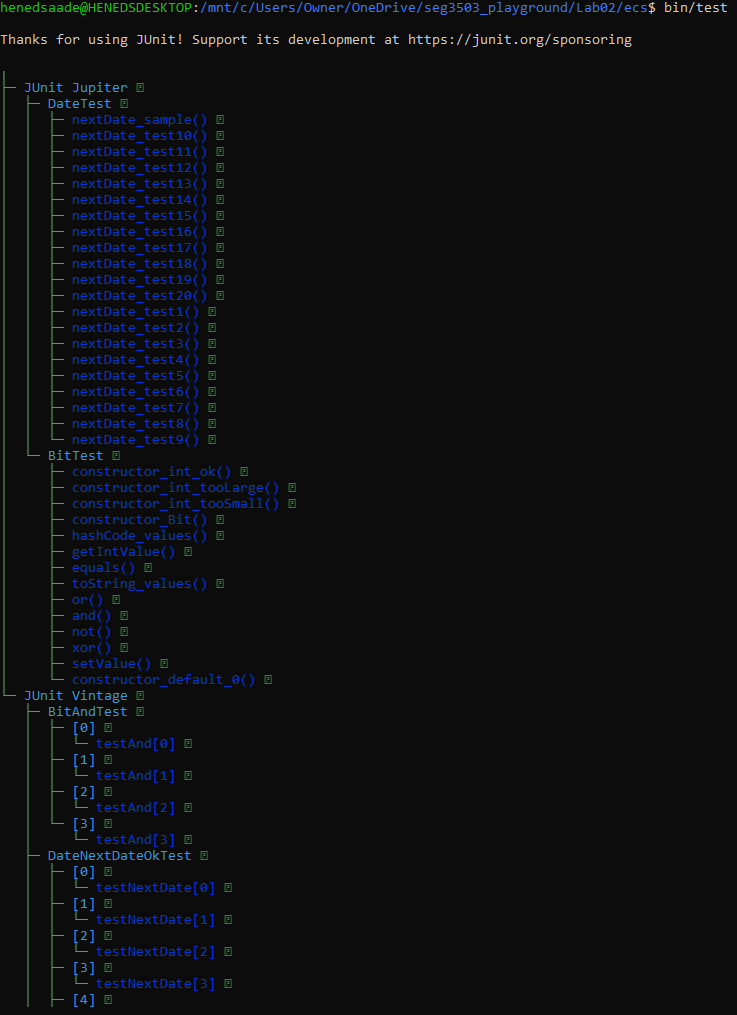 henedsaade@HENEDSDESKTOP:/mnt/c/Users/Owner/OneDrive/seg3503_playground/Lab02/ecs$ bin/test
Thanks for using JUnit! Support its development at https://junit.org/sponsoring
JUnit Jupiter
DateTest
nextDate_sample()
nextDate_test10()
nextDate_test11()
nextDate_test12()
nextDate_test13()
nextDate_test14()
nextDate_test15()
nextDate_test16()
nextDate_test17()
nextDate_test18()
nextDate_test19()
nextDate_test20()
nextDate_test1()
nextDate_test2()
nextDate_test3()
nextDate_test4()
nextDate_test5()
nextDate_test6()
nextDate_test7()
nextDate_test8()
nextDate_test9()
BitTest
constructor_int_ok()
constructor_int_tooLarge()
constructor_int_tooSmall()
constructor_Bit()
hashCode_values()
getIntValue()
equals()
toString_values()
or()
and()
not()
xor()
setValue()
constructor_default_0()
JUnit Vintage
BitAndTest
[0]
testAnd[0]
[1]
testAnd[1]
[2]
testAnd[2]
[3]
testAnd[3]
DateNextDateOkTest
[0]
testNextDate[0]
[1]
testNextDate[1]
[2]
testNextDate[2]
[3]
testNextDate[3]
[4]